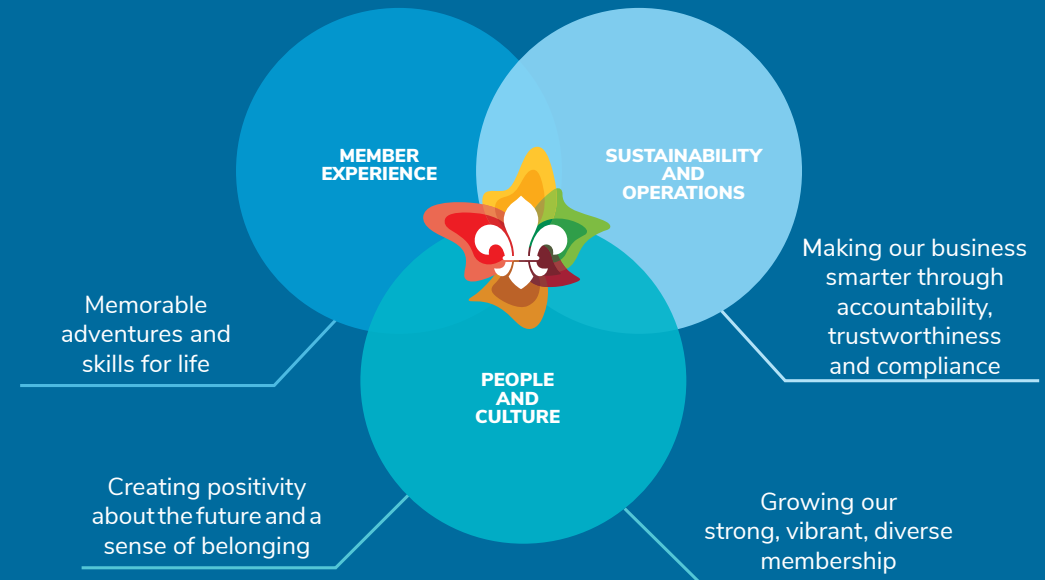 MEMBER
EXPERIENCE
SUSTAINABILITY
AND
OPERATIONS
Making our business
smarter through
accountability,
trustworthiness
and compliance
Memorable
adventures and
skills for life
PEOPLE
AND
CULTURE
Creating positivity
about the future and a
sense of belonging
Growing our
strong, vibrant, diverse
membership